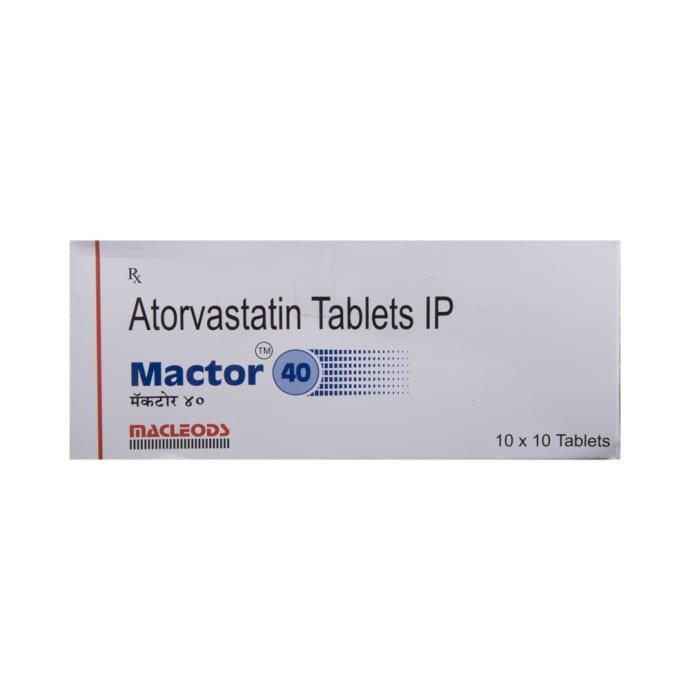 Rx
Atorvastatin Tablets IP
Mactor TM 40
मॅकटोर ४०
MACLEODS
10 x 10 Tablets